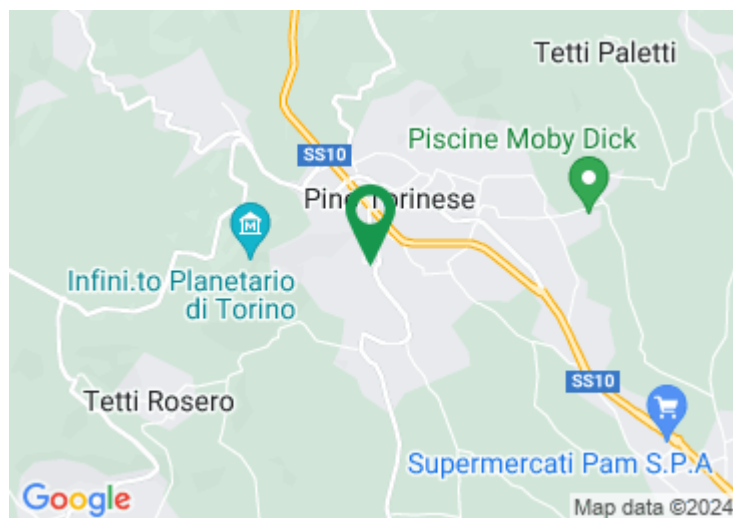 Tetti Paletti
Piscine Moby Dick
SS10
Pino Torinese
Infini.to Planetario
di Torino
SS10
Tetti Rosero
Supermercati Pam S.P.A
Google
Map data ©2024